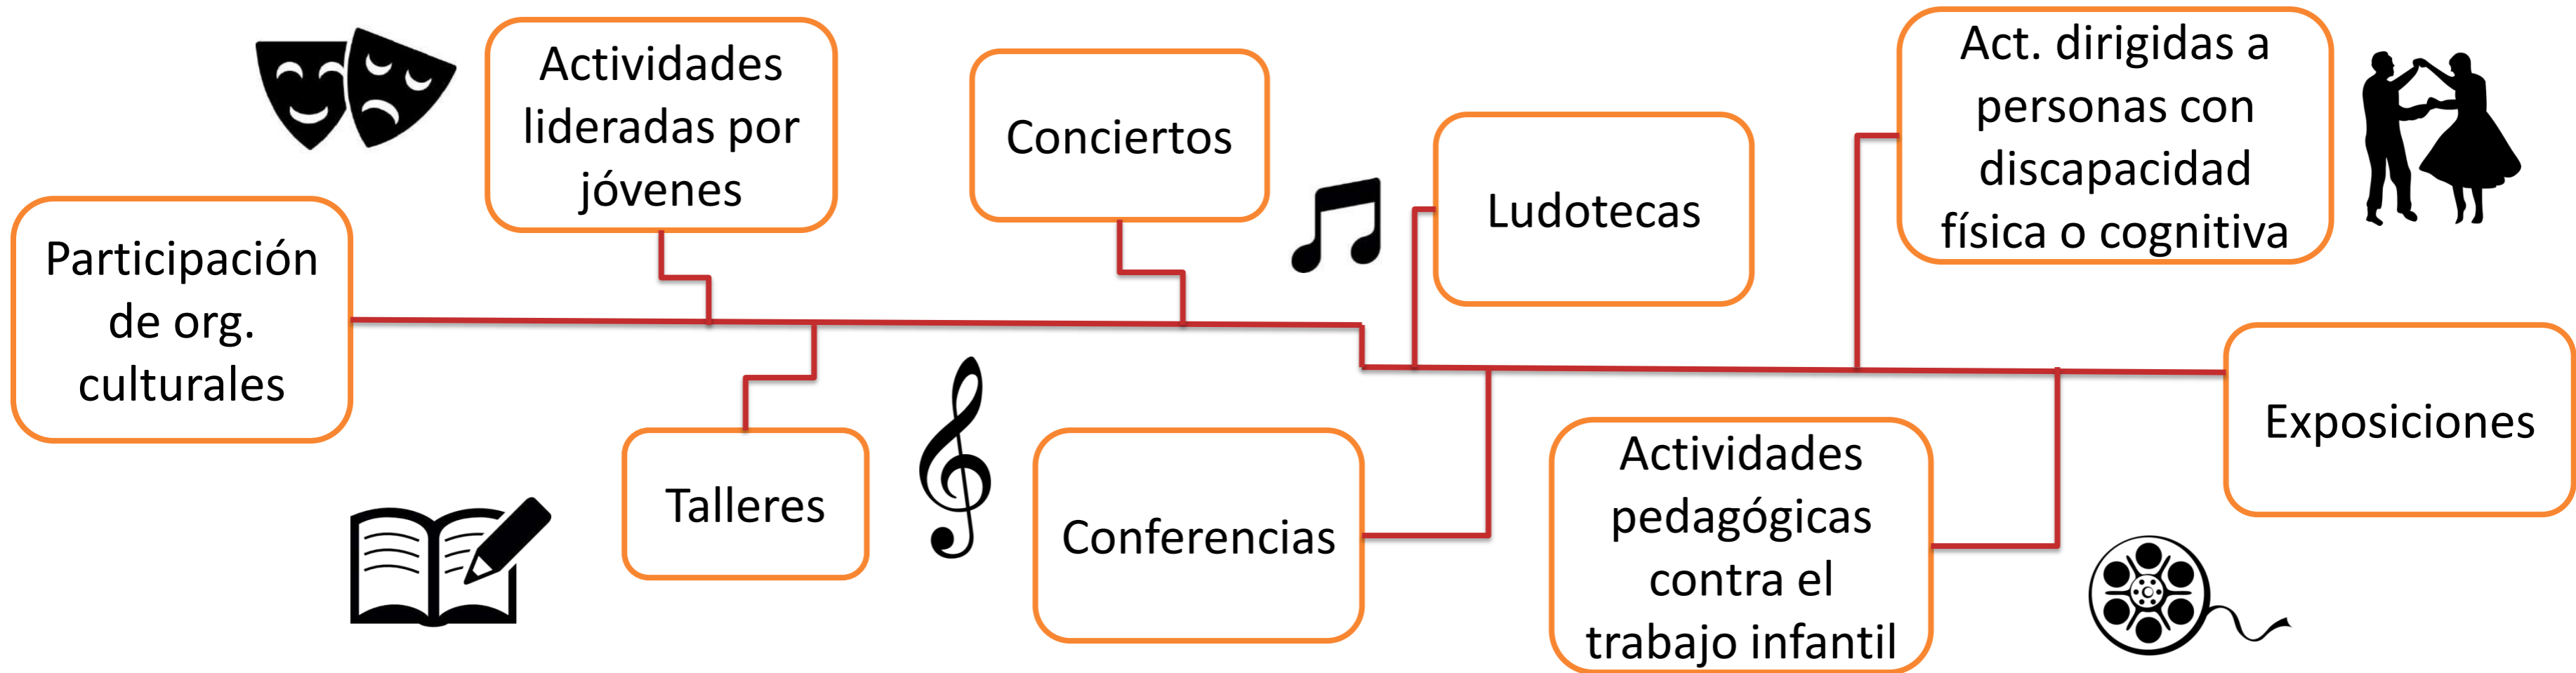 Participación
de org.
culturales
Actividades
lideradas por
jóvenes
Talleres
Conciertos
Conferencias
Ludotecas
Actividades
pedagógicas
contra el
trabajo infantil
Act. dirigidas a
personas con
discapacidad
física o cognitiva
Exposiciones